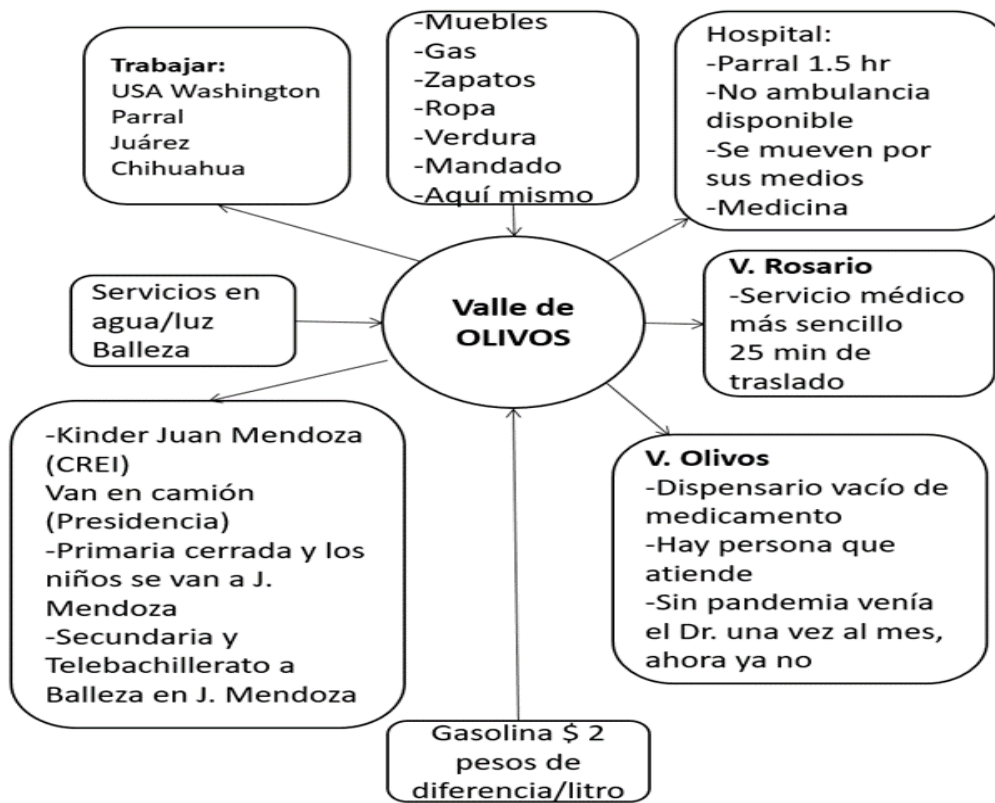 Trabajar:
USA Washington
Parral
Juárez
Chihuahua
-Muebles
-Gas
-Zapatos
-Ropa
-Verdura
-Mandado
-Aquí mismo
Hospital:
-Parral 1.5 hr
-No ambulancia
disponible
-Se mueven por
sus medios
-Medicina
Servicios en
agua/luz
Balleza
Valle de
OLIVOS
V. Rosario
-Servicio médico
más sencillo
25 min de
traslado
-Kinder Juan Mendoza
(CREI)
Van en camión
(Presidencia)
-Primaria cerrada y los
niños se van a J.
Mendoza
-Secundaria y
Telebachillerato a
Balleza en J. Mendoza
V. Olivos
-Dispensario vacío de
medicamento
-Hay persona que
atiende
-Sin pandemia venía
el Dr. una vez al mes,
ahora ya no
Gasolina $ 2
pesos de
diferencia/litro